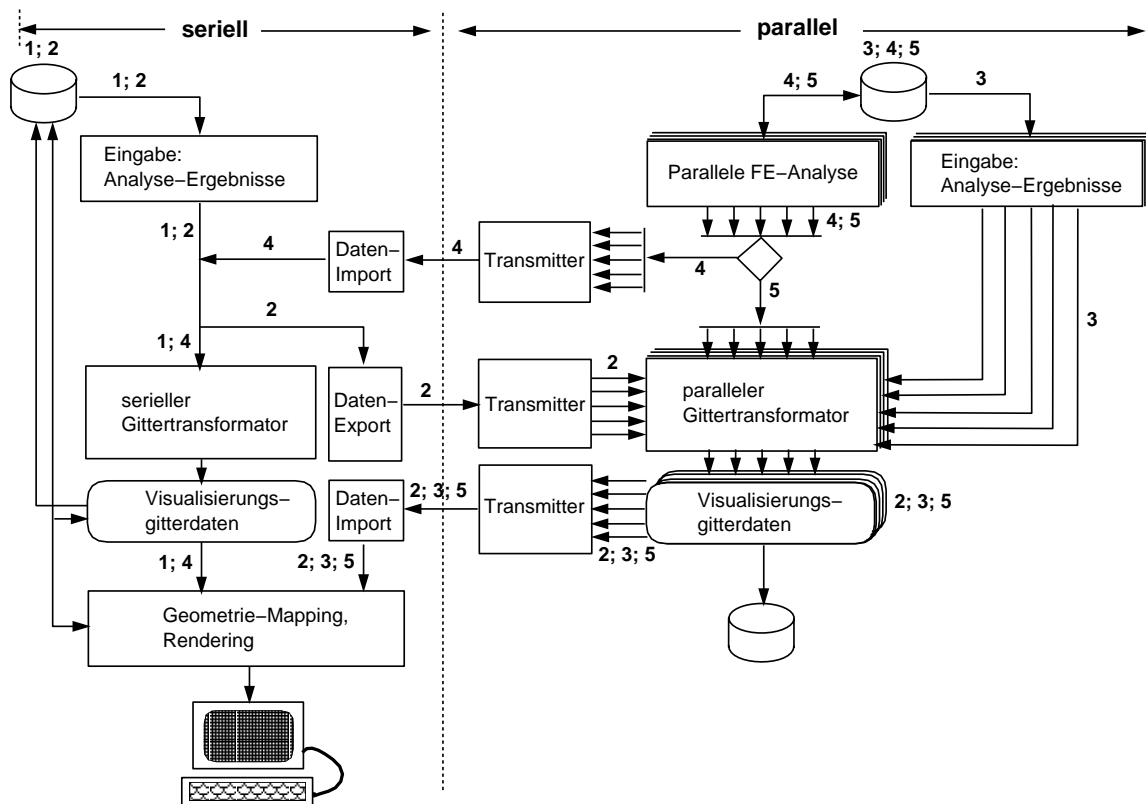 seriell
parallel
1; 2
3; 4; 5
1; 2
4; 5
3
Eingabe:
Analyse−Ergebnisse
Parallele FE−Analyse
Eingabe:
Analyse−Ergebnisse
1; 2
4; 5
4
Daten−
Import
4
Transmitter
4
5
2
3
1; 4
2
serieller
Gittertransformator
Daten−
Export
2
Transmitter
paralleler
Gittertransformator
Visualisierungs−
gitterdaten
2; 3; 5
Daten−
Import
Transmitter
Visualisierungs−
gitterdaten
2; 3; 5
1; 4
2; 3; 5
2; 3; 5
Geometrie−Mapping,
Rendering